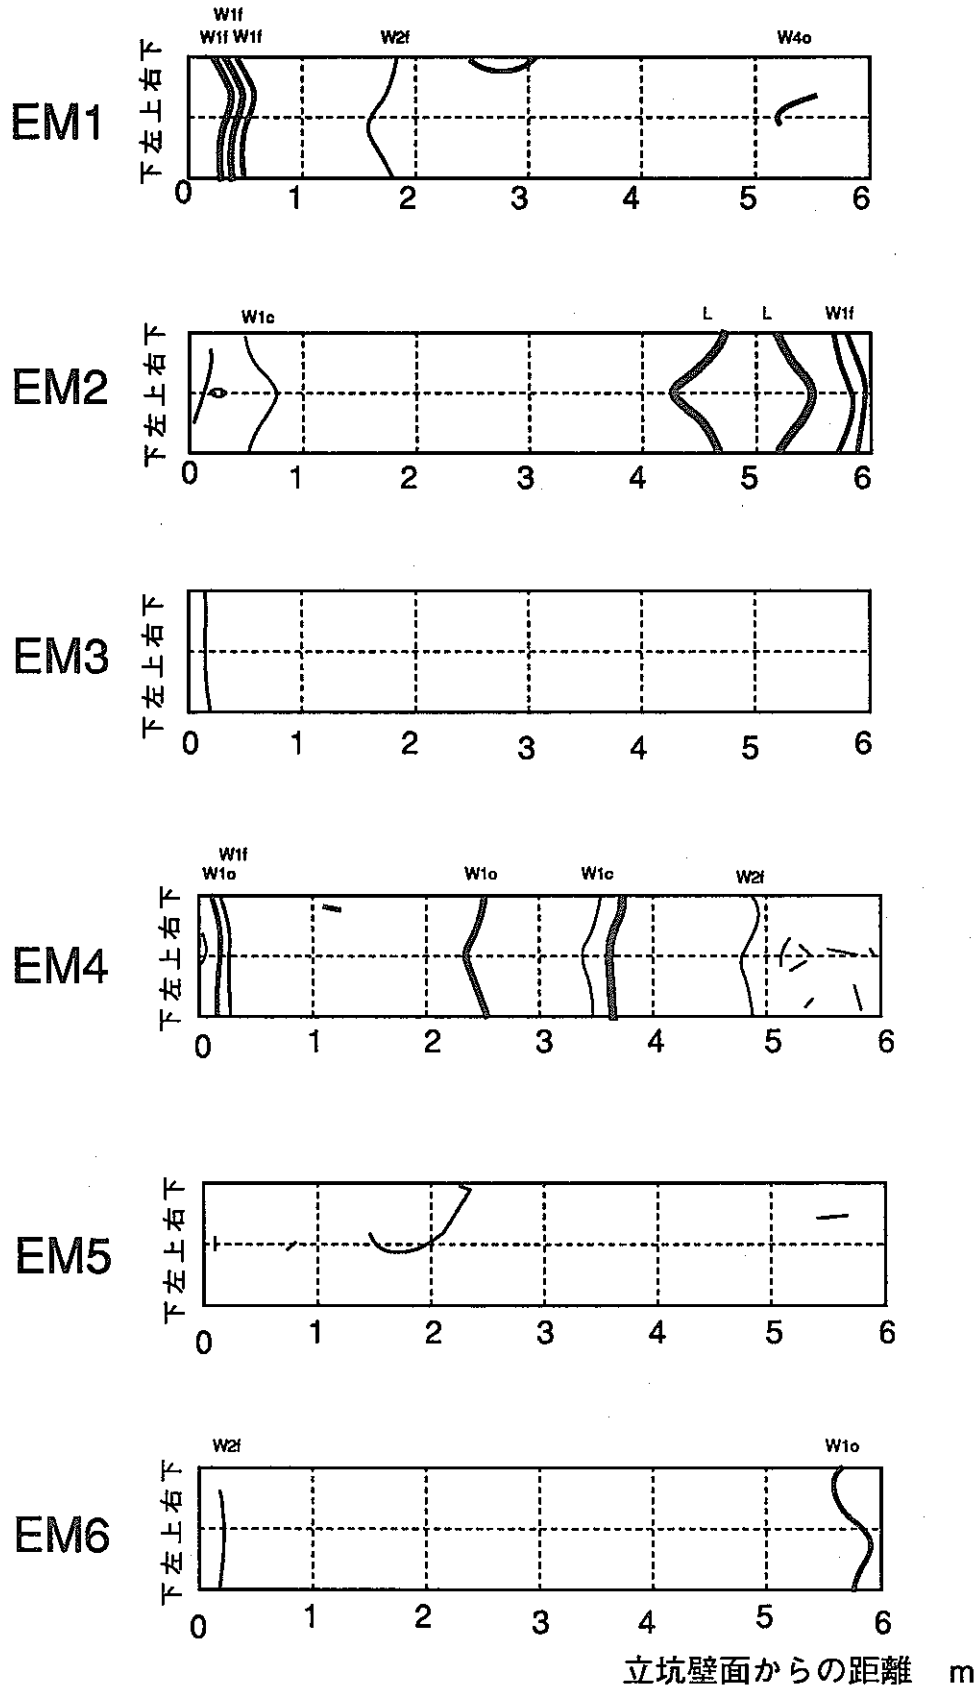 W1f
W1f W1f W2f W4o
EM1
下左上右下
0 1 2 3 4 5 6
W1c L L W1f
EM2
下左上右下
0 1 2 3 4 5 6
EM3
下左上右下
0 1 2 3 4 5 6
W1f
W1o W1o W1c W2f
EM4
下左上右下
0 1 2 3 4 5 6
EM5
下左上右下
0 1 2 3 4 5 6
W2f W1o
EM6
下左上右下
0 1 2 3 4 5 6
立坑壁面からの距離 m